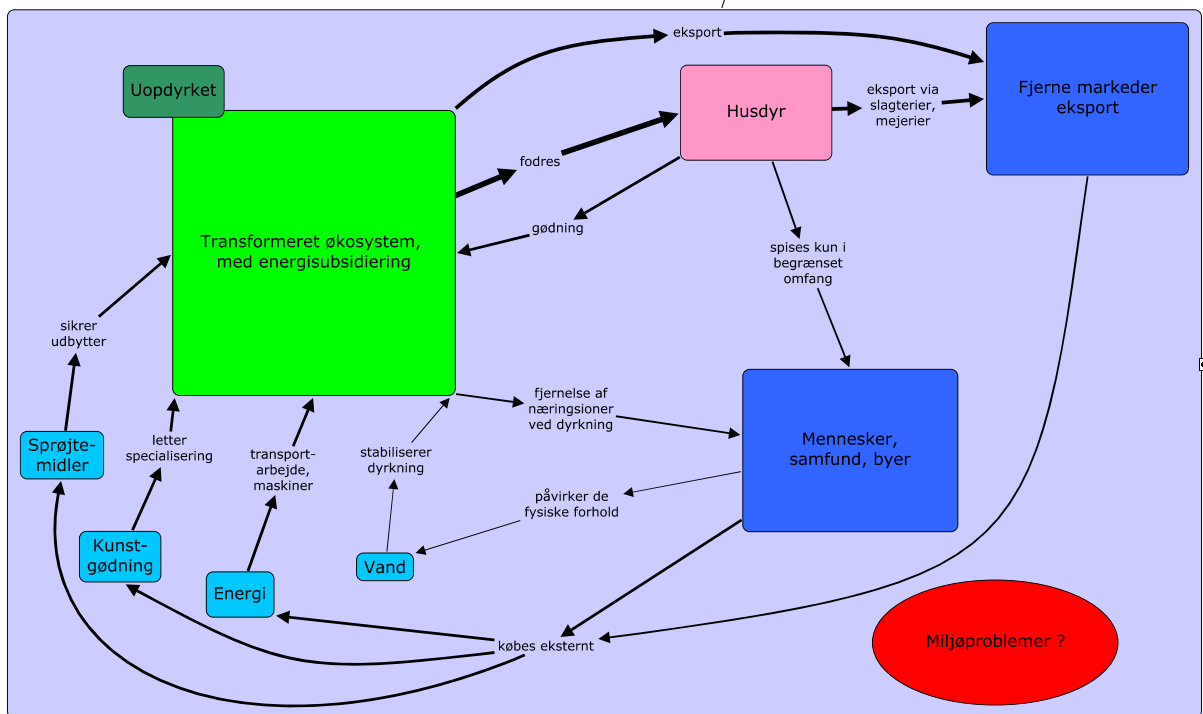 eksport
Uopdyrket
Husdyr
eksport via
slagterier,
mejerier
Fjerne markeder
eksport
fodres
gødning
Transformeret økosystem,
med energisubsidiering
spises kun i
begrænset
omfang
sikrer
udbytter
fjernelse af
næringsioner
ved dyrkning
Mennesker,
samfund, byer
Sprøjte-
midler
letter
specialisering
transport-
arbejde,
maskiner
stabiliserer
dyrkning
påvirker de
fysiske forhold
Kunst-
gødning
Energi
Vand
købes eksternt
Miljøproblemer ?